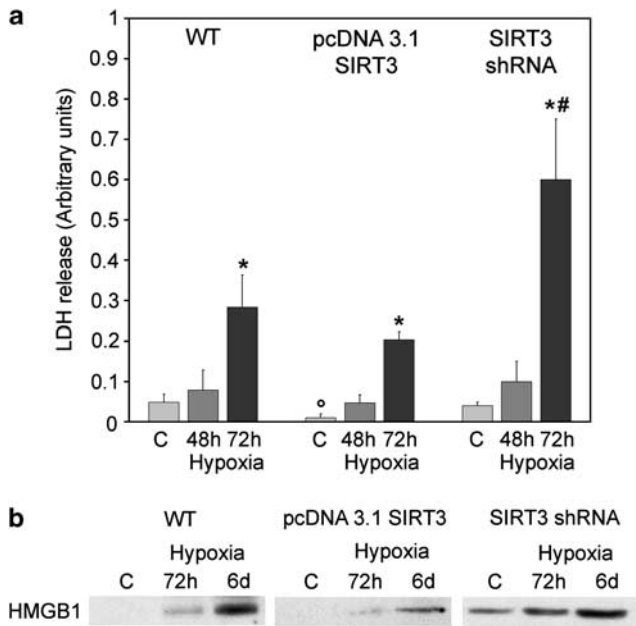 a
LDH release (Arbitrary units)
1
0.9
0.8
0.7
0.6
0.5
0.4
0.3
0.2
0.1
0
WT
pcDNA 3.1
SIRT3
SIRT3
shRNA
*
°
*
*#
C 48h 72h C 48h 72h C 48h 72h
Hypoxia Hypoxia Hypoxia
b
WT pcDNA 3.1 SIRT3 SIRT3 shRNA
Hypoxia Hypoxia Hypoxia
C 72h 6d C 72h 6d C 72h 6d
HMGB1